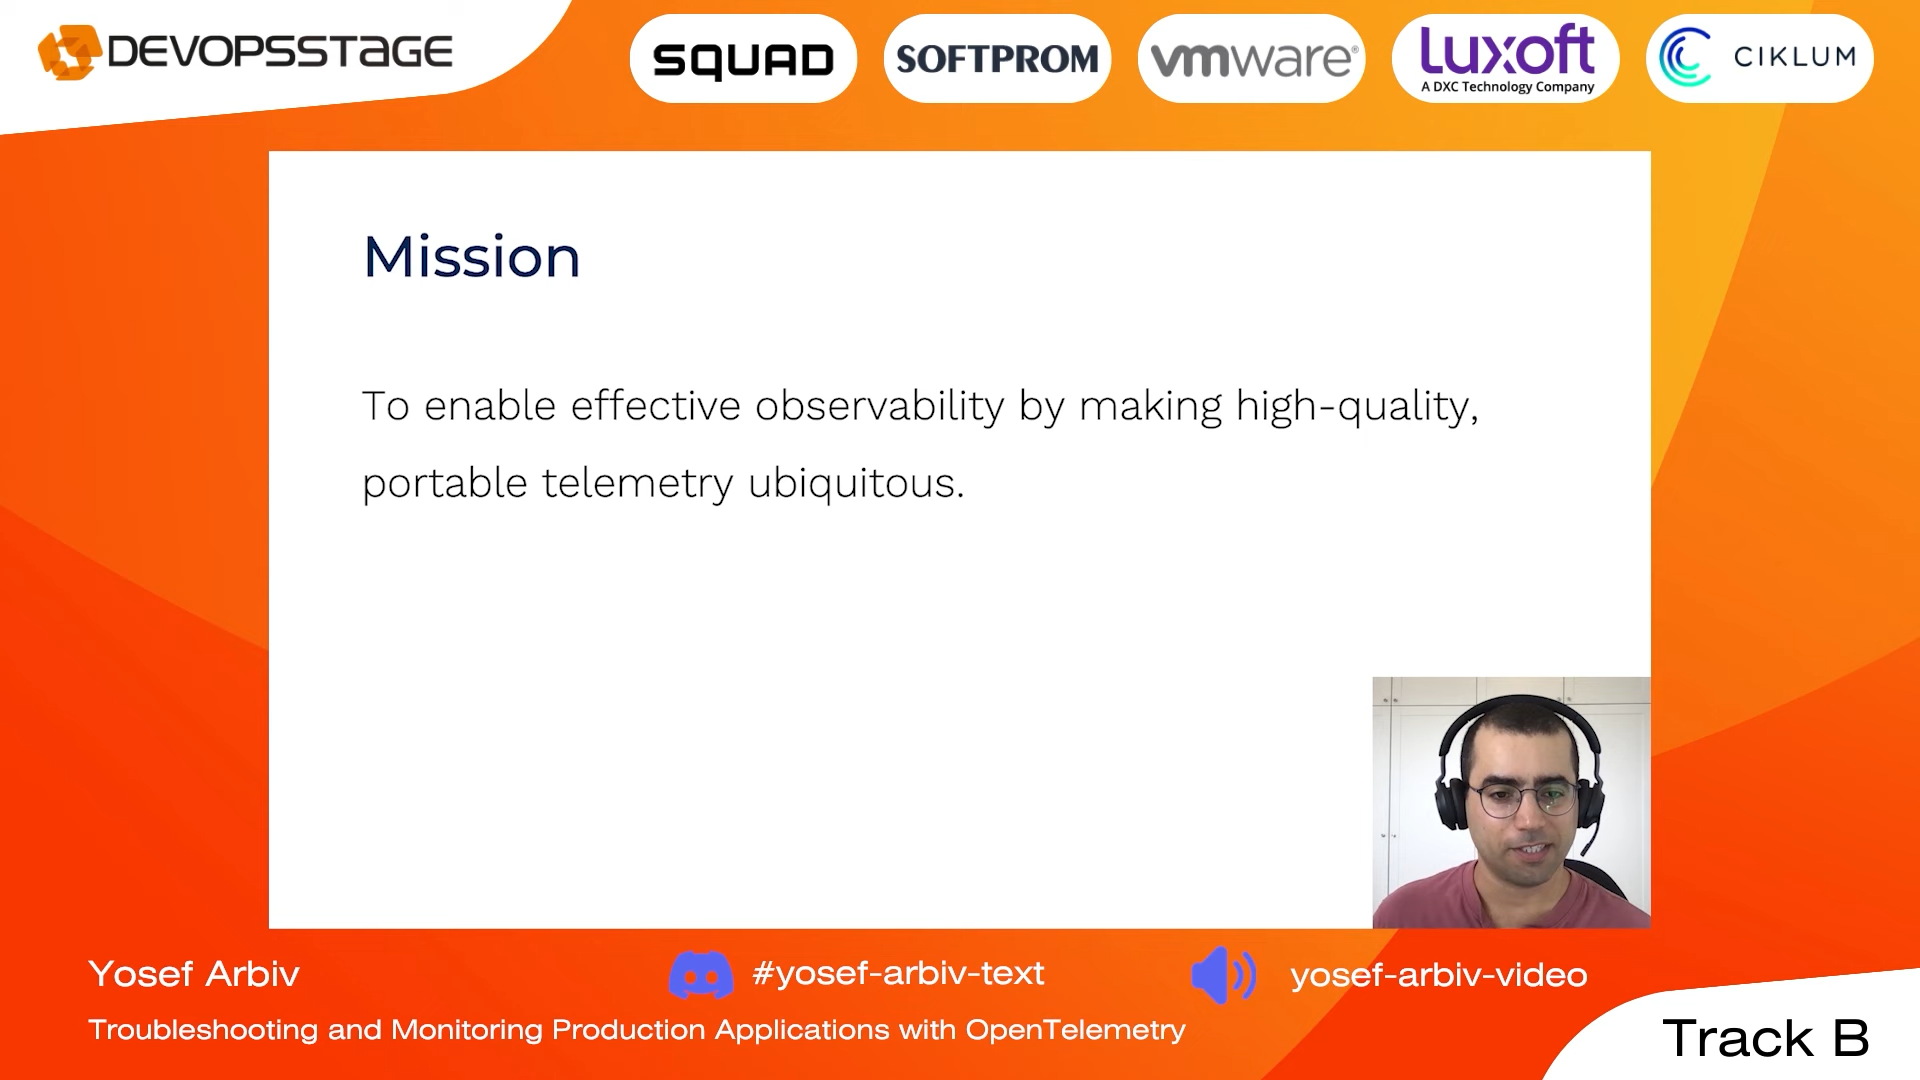 DEVOPSSTAGE
SQUAD
SOFTPROM
vmware®
Luxoft
A DXC Technology Company
CIKLUM
Mission
To enable effective observability by making high-quality,
portable telemetry ubiquitous.
Yosef Arbiv
#yosef-arbiv-text
yosef-arbiv-video
Troubleshooting and Monitoring Production Applications with OpenTelemetry
Track B